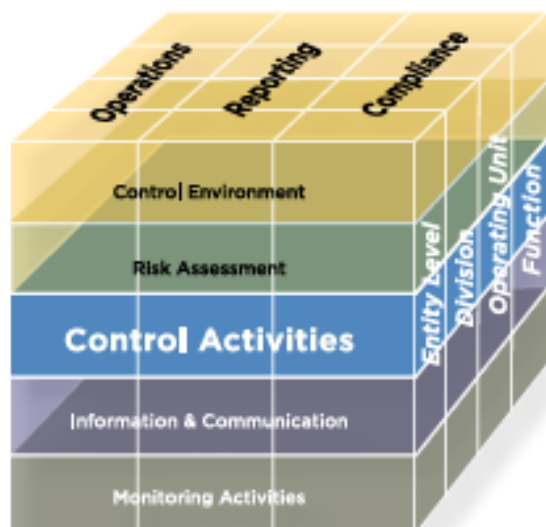 Operations
Reporting
Compliance
Control Environment
Risk Assessment
Control Activities
Information & Communication
Monitoring Activities
Entity Level
Division
Operating Unit
Function